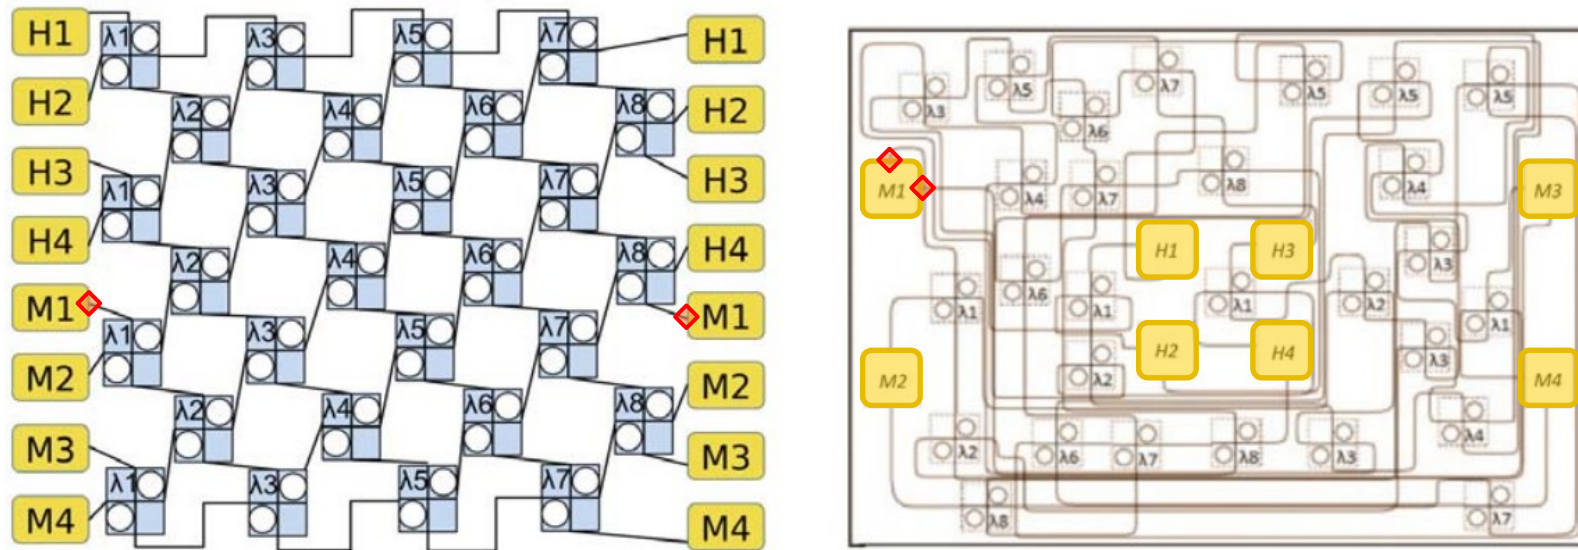 H1 λ1 λ3 λ5 λ7 H1
H2 λ2 λ4 λ6 λ8 H2
H3 λ1 λ3 λ5 λ7 H3
H4 λ2 λ4 λ6 λ8 H4
M1 λ1 λ3 λ5 λ7 M1
M2 λ2 λ4 λ6 λ8 M2
M3 M3
M4 λ1 λ3 λ5 λ7 M4
λ3 λ5 λ7 λ5 λ5 λ5
λ6
M1 λ4 λ7 λ8 λ4 M3
H1 H3 λ3
λ6 λ1 λ1 λ1 λ2 λ1
H2 H4 λ3
M2 λ2 M4
λ2 λ6 λ7 λ8 λ3 λ4
λ8 λ7